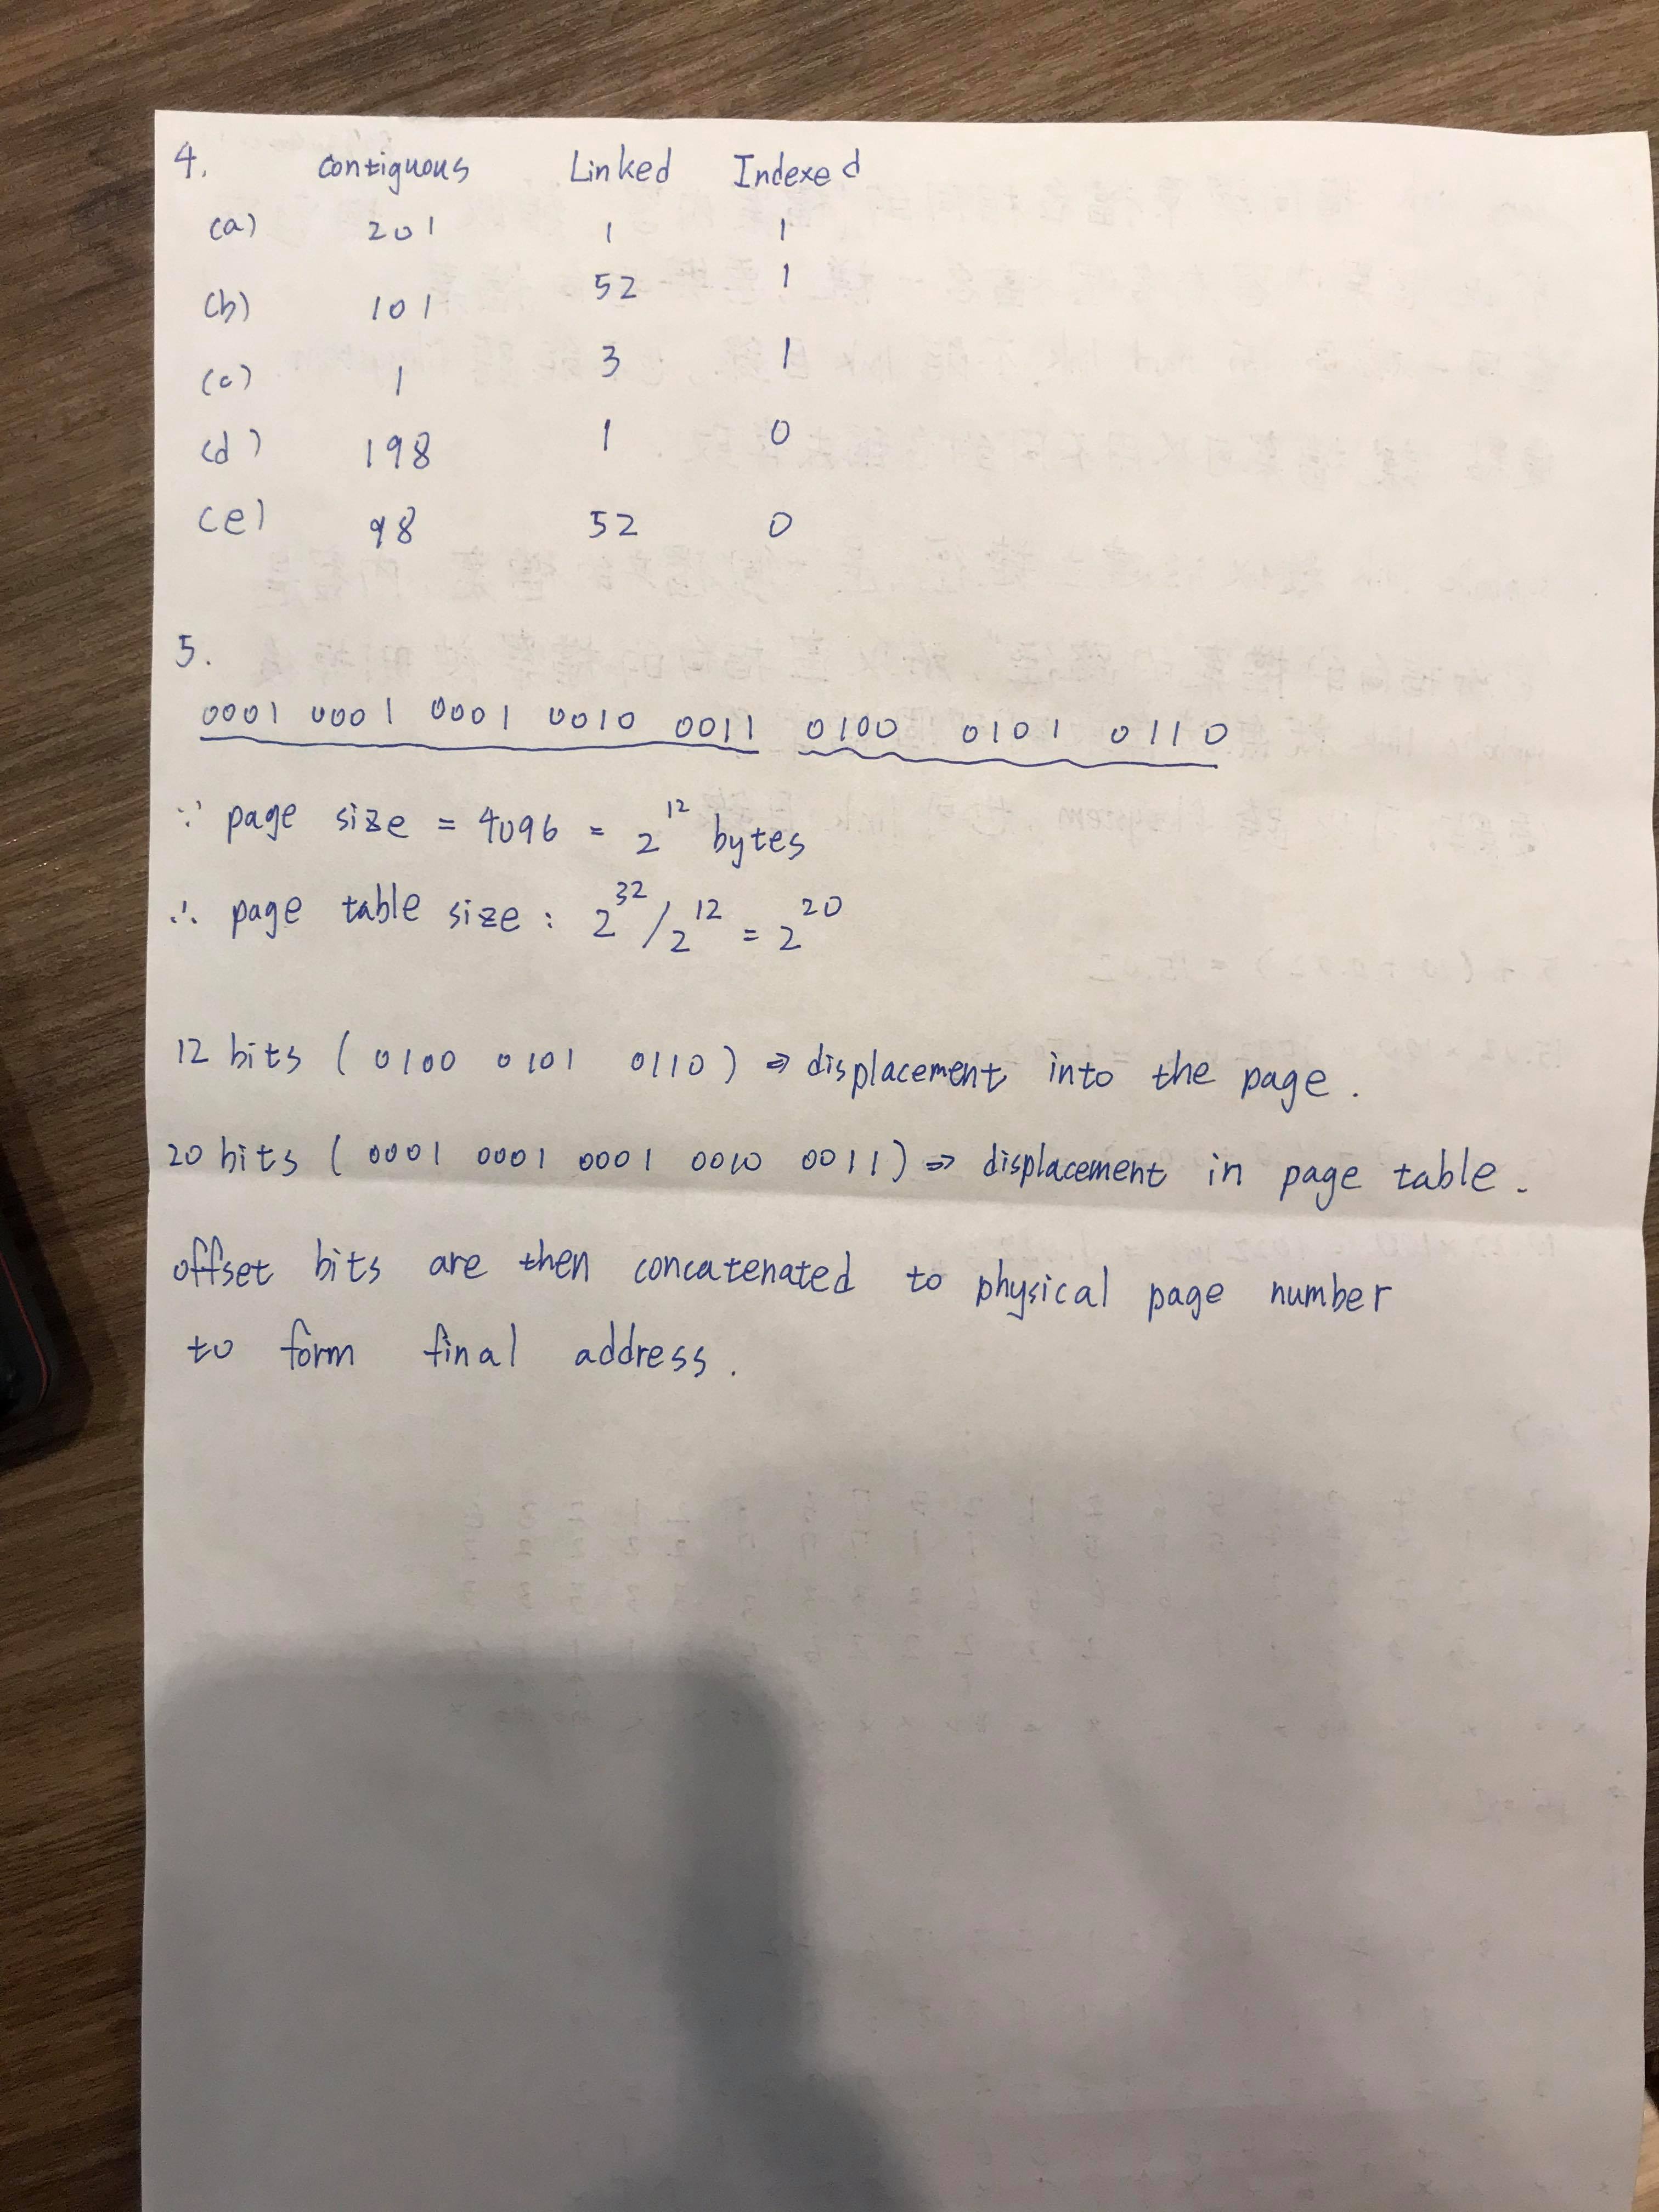 4. contiguous Linked Indexed
(a) 201 1 1
(b) 101 52 1
(c) 1 3 1
(d) 198 1 0
(e) 98 52 0
5.
0001 0001 0001 0010 0011 0100 0101 0110
∵ page size = 4096 = 2^12 bytes
∴ page table size : 2^32 / 2^12 = 2^20
12 bits ( 0100 0101 0110 ) ⇒ displacement into the page .
20 bits ( 0001 0001 0001 0010 0011 ) ⇒ displacement in page table .
offset bits are then concatenated to physical page number
to form final address .